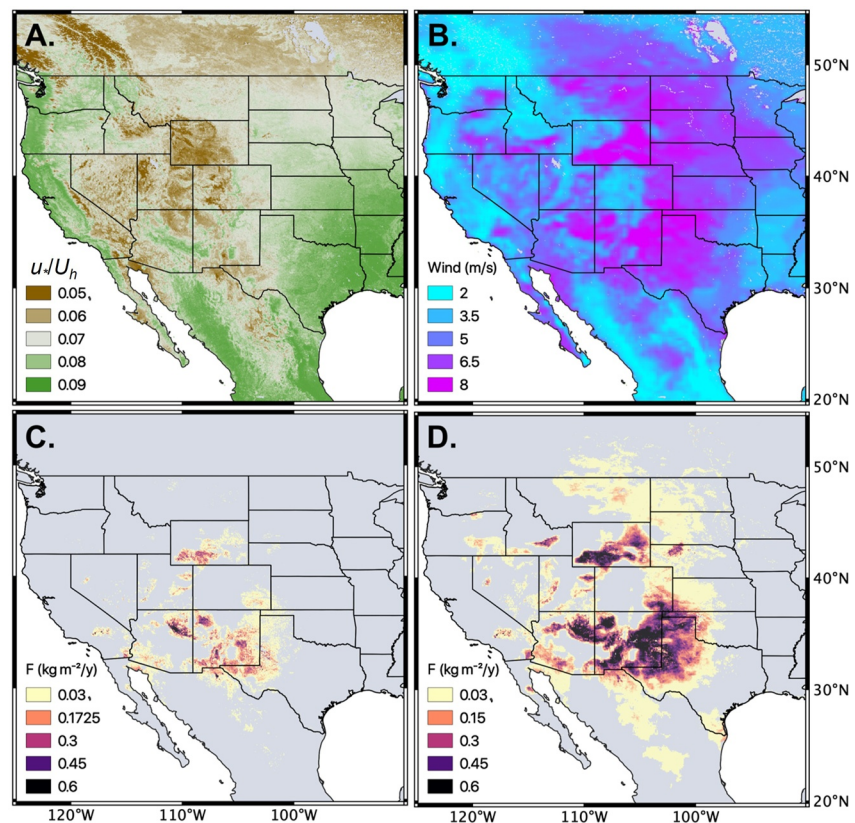 A.
B.
50°N
40°N
30°N
20°N
u*/Uh
0.05
0.06
0.07
0.08
0.09
Wind (m/s)
2
3.5
5
6.5
8
C.
D.
50°N
40°N
30°N
20°N
F (kg m⁻²/y)
0.03
0.1725
0.3
0.45
0.6
F (kg m⁻²/y)
0.03
0.15
0.3
0.45
0.6
120°W
110°W
100°W
120°W
110°W
100°W